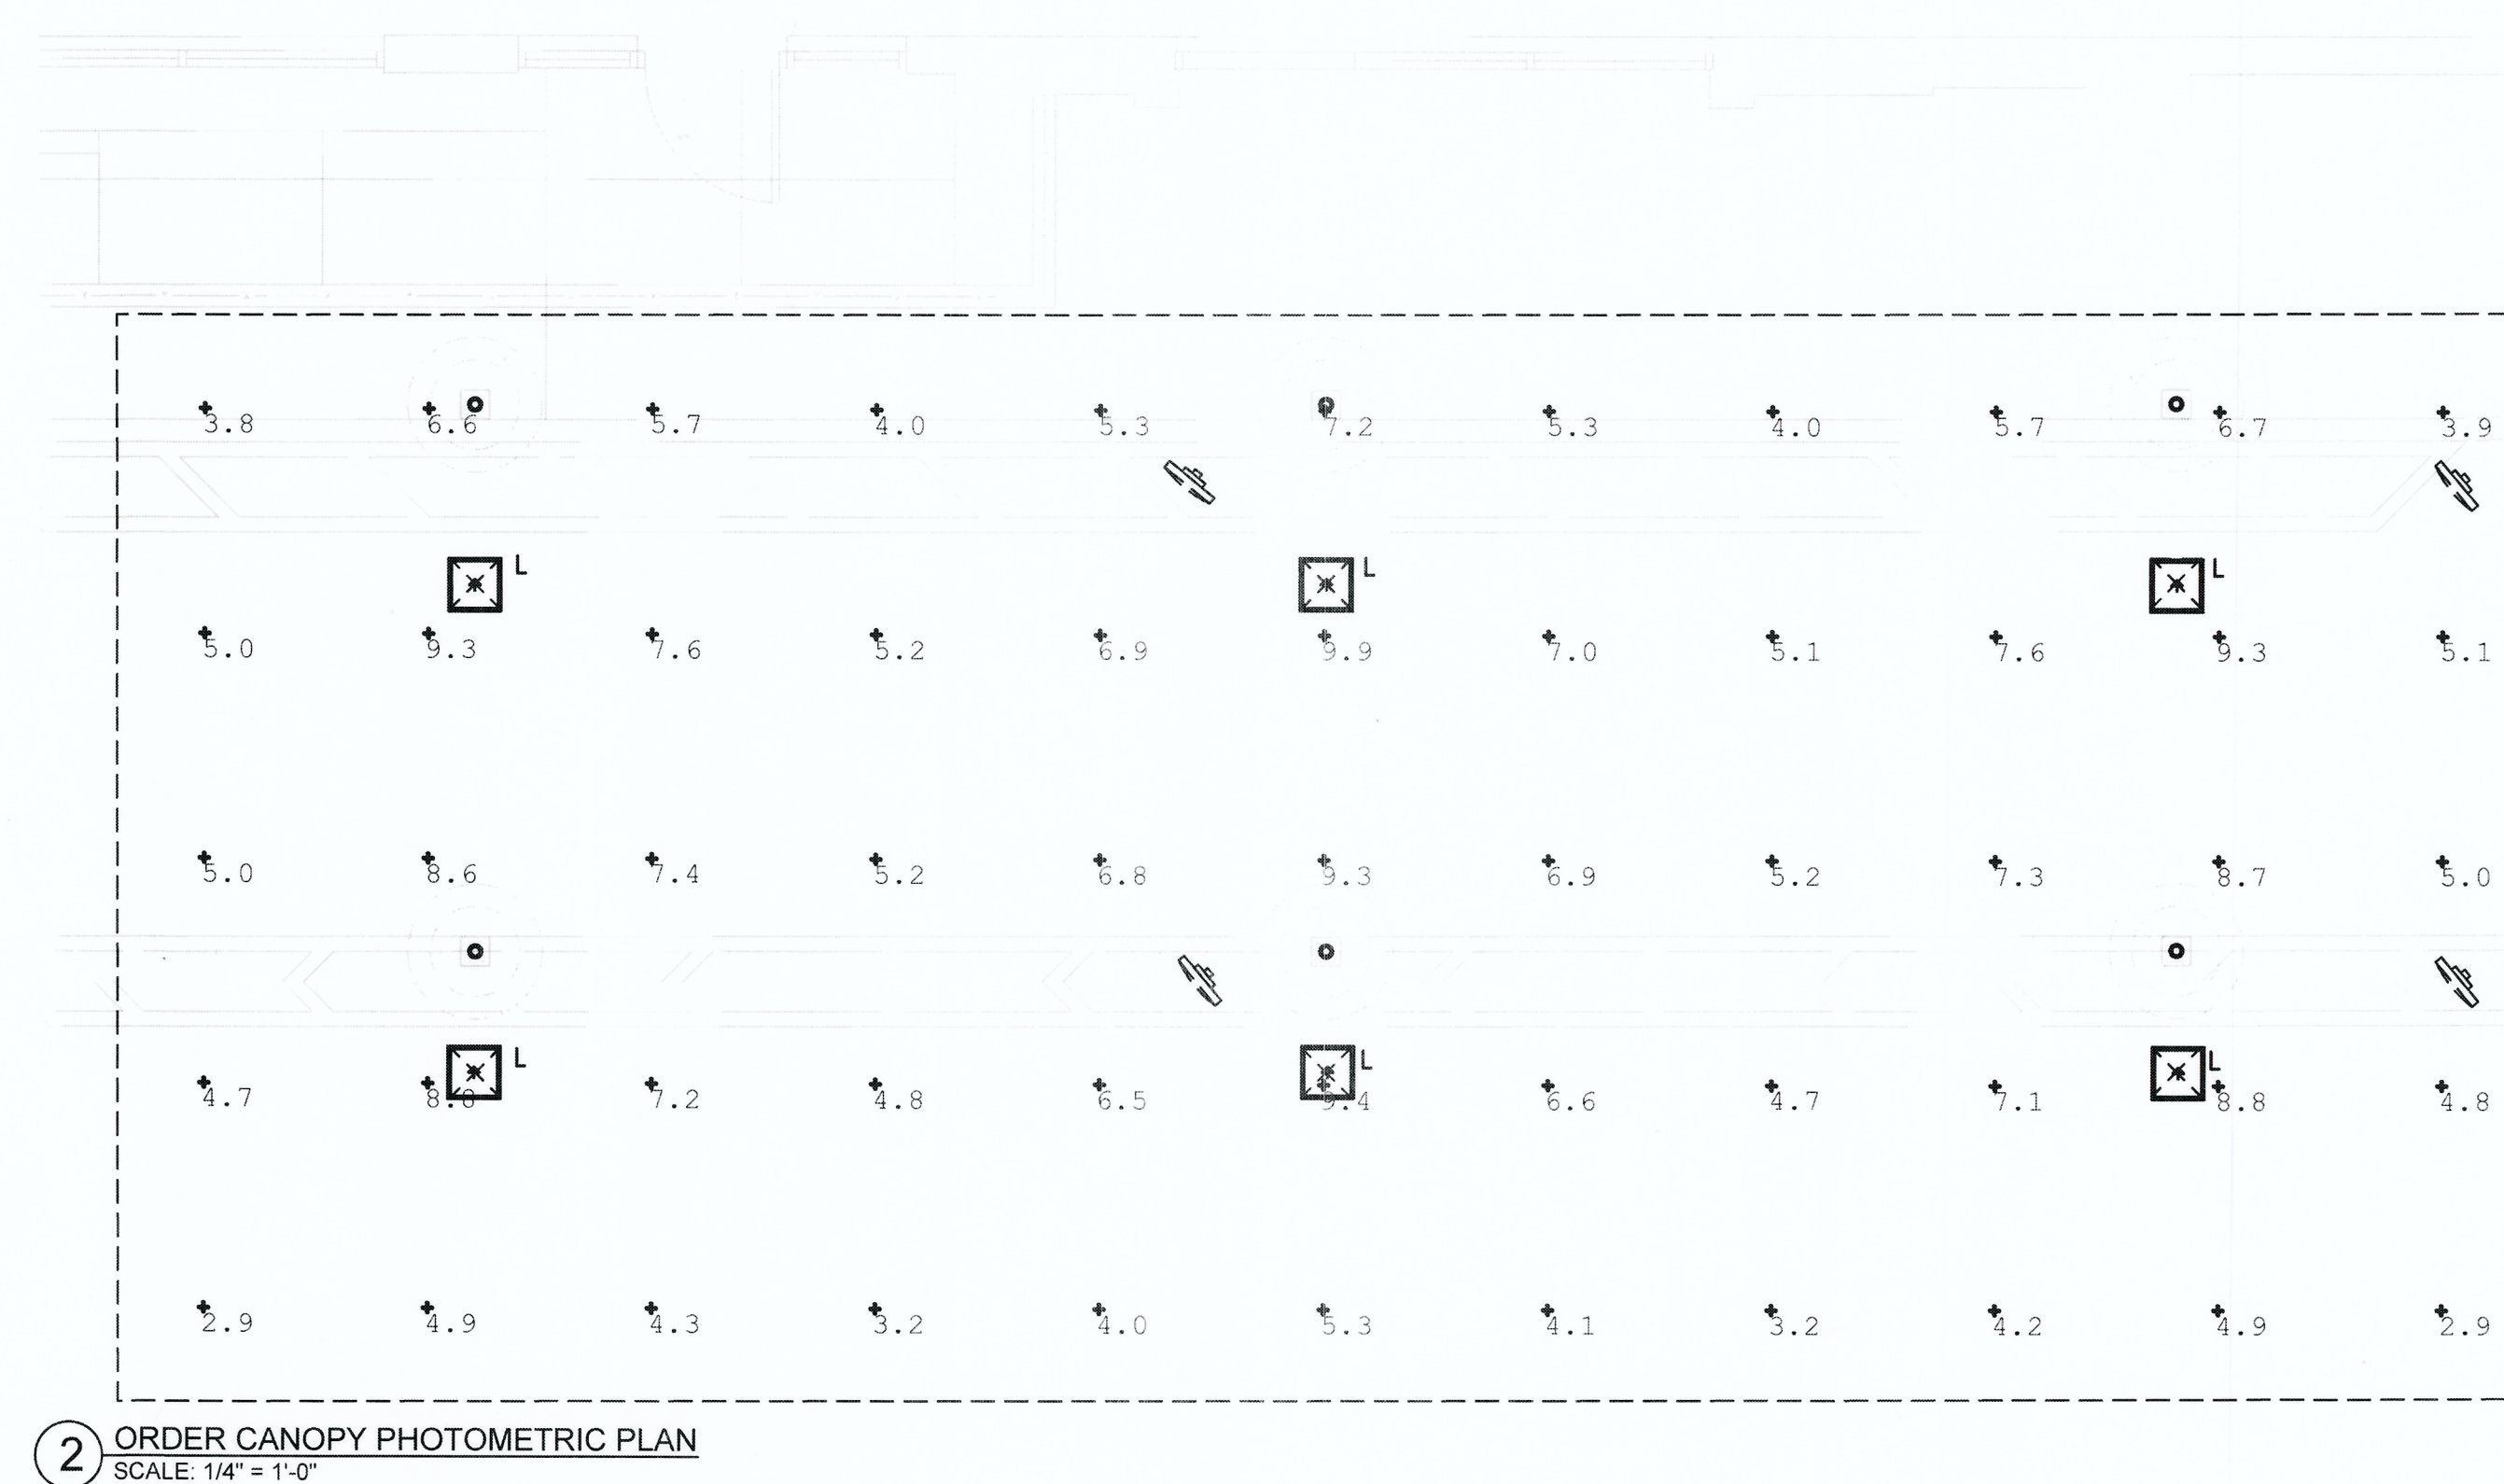 3.8 6.6 5.7 4.0 5.3 7.2 5.3 4.0 5.7 6.7 3.9
L L L
5.0 9.3 7.6 5.2 6.9 9.9 7.0 5.1 7.6 9.3 5.1
5.0 8.6 7.4 5.2 6.8 9.3 6.9 5.2 7.3 8.7 5.0
L L L
4.7 8.8 7.2 4.8 6.5 9.4 6.6 4.7 7.1 8.8 4.8
2.9 4.9 4.3 3.2 4.0 5.3 4.1 3.2 4.2 4.9 2.9
2 ORDER CANOPY PHOTOMETRIC PLAN
SCALE: 1/4" = 1'-0"